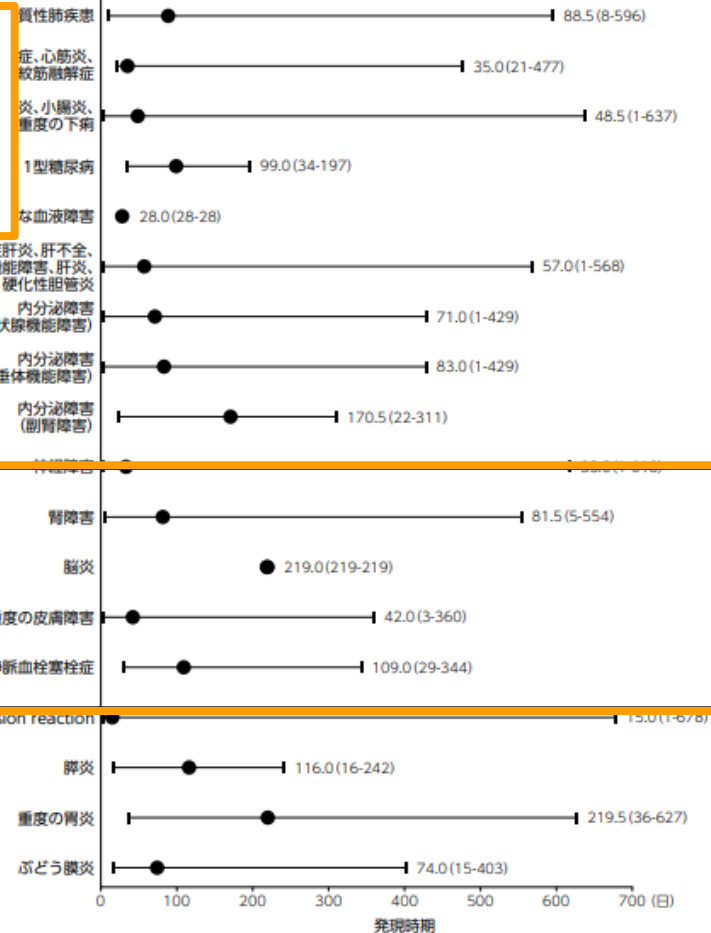 質性肺疾患 88.5(8-596)
症、心筋炎、
紋筋融解症 35.0(21-477)
炎、小腸炎、
重度の下痢 48.5(1-637)
1型糖尿病 99.0(34-197)
な血液障害 28.0(28-28)
肝炎、肝不全、
能障害、肝炎、 57.0(1-568)
硬化性胆管炎
内分泌障害
状腺機能障害) 71.0(1-429)
内分泌障害
垂体機能障害) 83.0(1-429)
内分泌障害
(副腎障害) 170.5(22-311)
腎障害 81.5(5-554)
脳炎 219.0(219-219)
度の皮膚障害 42.0(3-360)
脈血栓塞栓症 109.0(29-344)
sion reaction 15.0(1-678)
膵炎 116.0(16-242)
重度の胃炎 219.5(36-627)
ぶどう膜炎 74.0(15-403)
0 100 200 300 400 500 600 700 (日)
発現時期